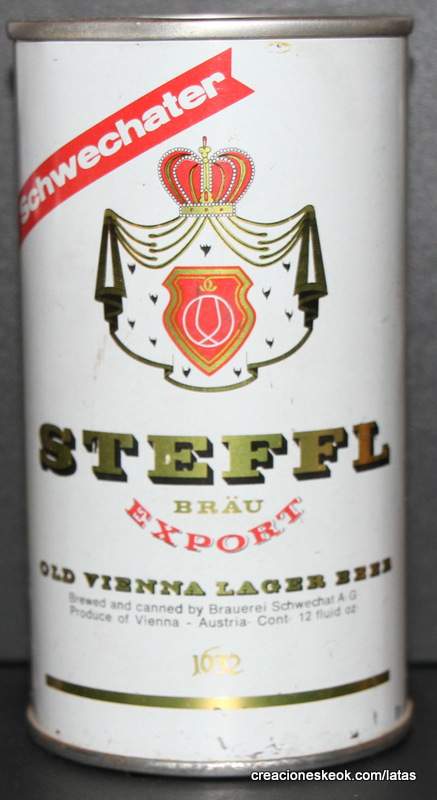 Schwechater
STEFFL
BRÄU
EXPORT
OLD VIENNA LAGER BEER
Brewed and canned by Brauerei Schwechat A·G·
Produce of Vienna - Austria· Cont· 12 fluid oz·
1632
creacioneskeok.com/latas